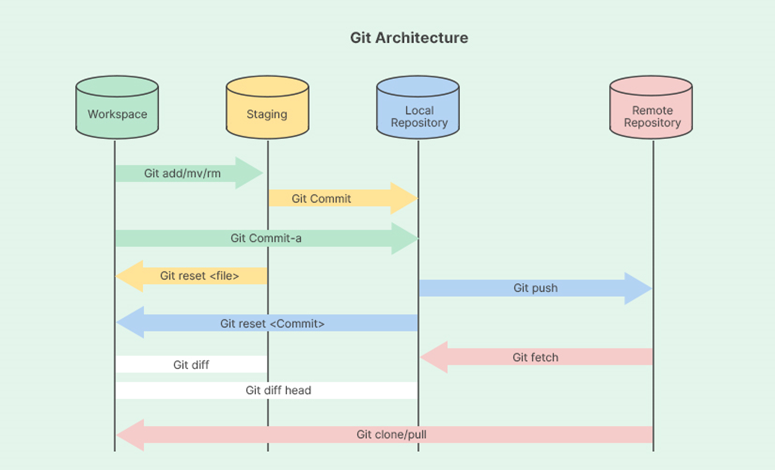 Git Architecture
Workspace
Staging
Local
Repository
Remote
Repository
Git add/mv/rm
Git Commit
Git Commit-a
Git reset <file>
Git push
Git reset <Commit>
Git fetch
Git diff
Git diff head
Git clone/pull